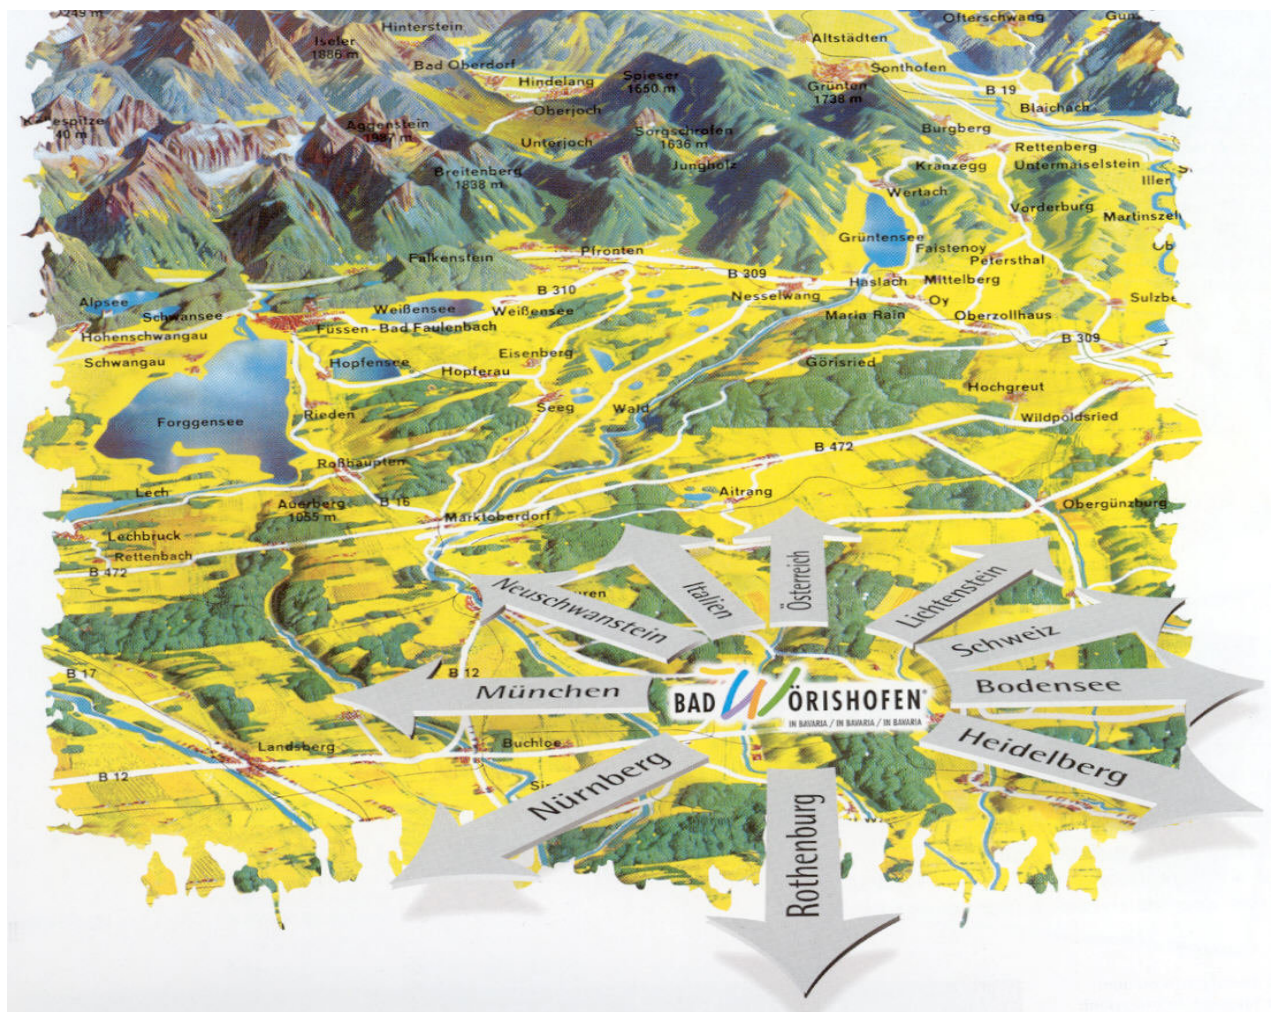 1249 m
Hinterstein
Ofterschwang
Iseler
1886 m
Altstädten
Bad Oberdorf
Sonthofen
Hindelang
Spieser
1650 m
Grünten
1738 m
B 19
Oberjoch
Blaichach
40 m
Aggenstein
1987 m
Sorgschrofen
1636 m
Burgberg
Unterjoch
Rettenberg
Jungholz
Kranzegg
Untermaiselstein
Breitenberg
1838 m
Iller
Wertach
Vorderburg
Martinszell
Grüntensee
Pfronten
Faistenoy
Falkenstein
Petersthal
B 309
Haslach
Mittelberg
B 310
Nesselwang
Oy
Alpsee
Weißensee
Weißensee
Schwansee
Maria Rain
Oberzollhaus
Füssen - Bad Faulenbach
Hohenschwangau
B 309
Schwangau
Hopfensee
Eisenberg
Görisried
Hopferau
Hochgreut
Rieden
Seeg
Wald
Wildpoldsried
Forggensee
B 472
Roßhaupten
Lech
Aitrang
Auerberg
1055 m
B 16
Obergünzburg
Marktoberdorf
Lechbruck
Rettenbach
B 472
Neuschwanstein
Italien
Österreich
Lichtenstein
Schweiz
B 17
B 12
München
BAD WÖRISHOFEN®
IN BAVARIA / IN BAVARIA / IN BAVARIA
Bodensee
Landsberg
Buchloe
Heidelberg
B 12
Nürnberg
Rothenburg